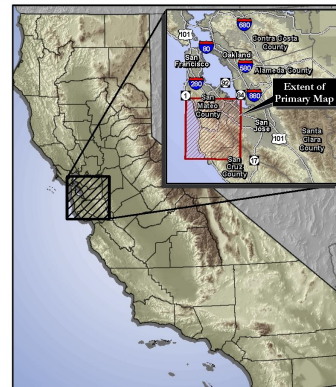 680
101
80
Contra Costa
County
Oakland
San
Francisco
580
Alameda County
280
92
1
84
880
Extent of
Primary Map
San
Mateo
County
San
Jose
101
Santa
Clara
County
17
San
Cruz
County